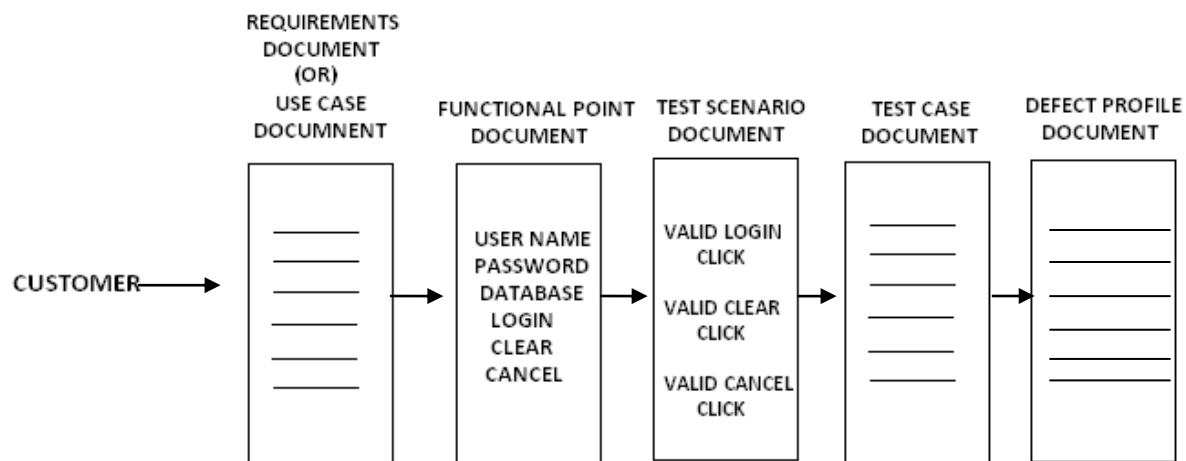 REQUIREMENTS
DOCUMENT
(OR)
USE CASE
DOCUMNENT
FUNCTIONAL POINT
DOCUMENT
TEST SCENARIO
DOCUMENT
TEST CASE
DOCUMENT
DEFECT PROFILE
DOCUMENT
CUSTOMER
USER NAME
PASSWORD
DATABASE
LOGIN
CLEAR
CANCEL
VALID LOGIN
CLICK
VALID CLEAR
CLICK
VALID CANCEL
CLICK